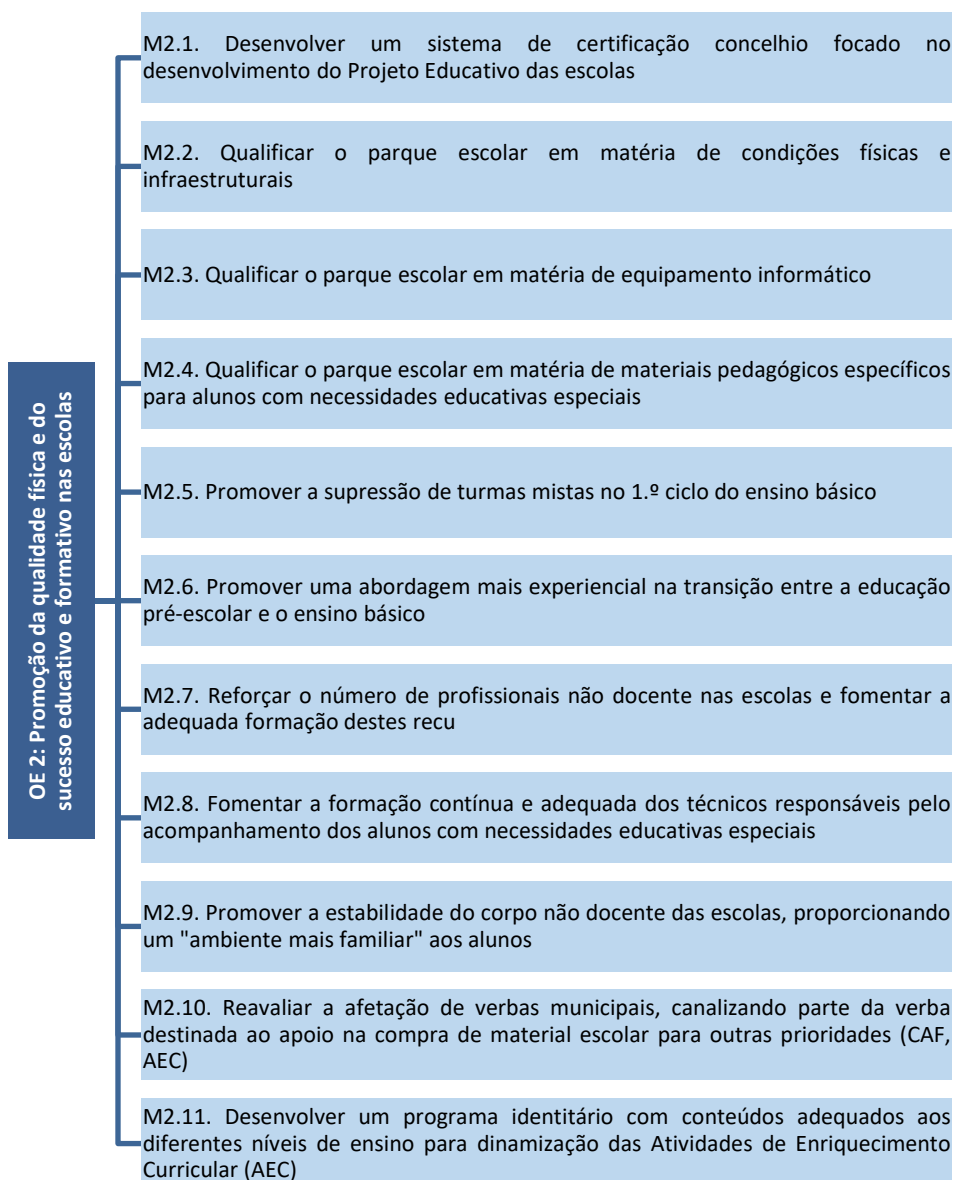 OE 2: Promoção da qualidade física e do
sucesso educativo e formativo nas escolas
M2.1. Desenvolver um sistema de certificação concelhio focado no
desenvolvimento do Projeto Educativo das escolas
M2.2. Qualificar o parque escolar em matéria de condições físicas e
infraestruturais
M2.3. Qualificar o parque escolar em matéria de equipamento informático
M2.4. Qualificar o parque escolar em matéria de materiais pedagógicos específicos
para alunos com necessidades educativas especiais
M2.5. Promover a supressão de turmas mistas no 1.º ciclo do ensino básico
M2.6. Promover uma abordagem mais experiencial na transição entre a educação
pré-escolar e o ensino básico
M2.7. Reforçar o número de profissionais não docente nas escolas e fomentar a
adequada formação destes recu
M2.8. Fomentar a formação contínua e adequada dos técnicos responsáveis pelo
acompanhamento dos alunos com necessidades educativas especiais
M2.9. Promover a estabilidade do corpo não docente das escolas, proporcionando
um "ambiente mais familiar" aos alunos
M2.10. Reavaliar a afetação de verbas municipais, canalizando parte da verba
destinada ao apoio na compra de material escolar para outras prioridades (CAF,
AEC)
M2.11. Desenvolver um programa identitário com conteúdos adequados aos
diferentes níveis de ensino para dinamização das Atividades de Enriquecimento
Curricular (AEC)